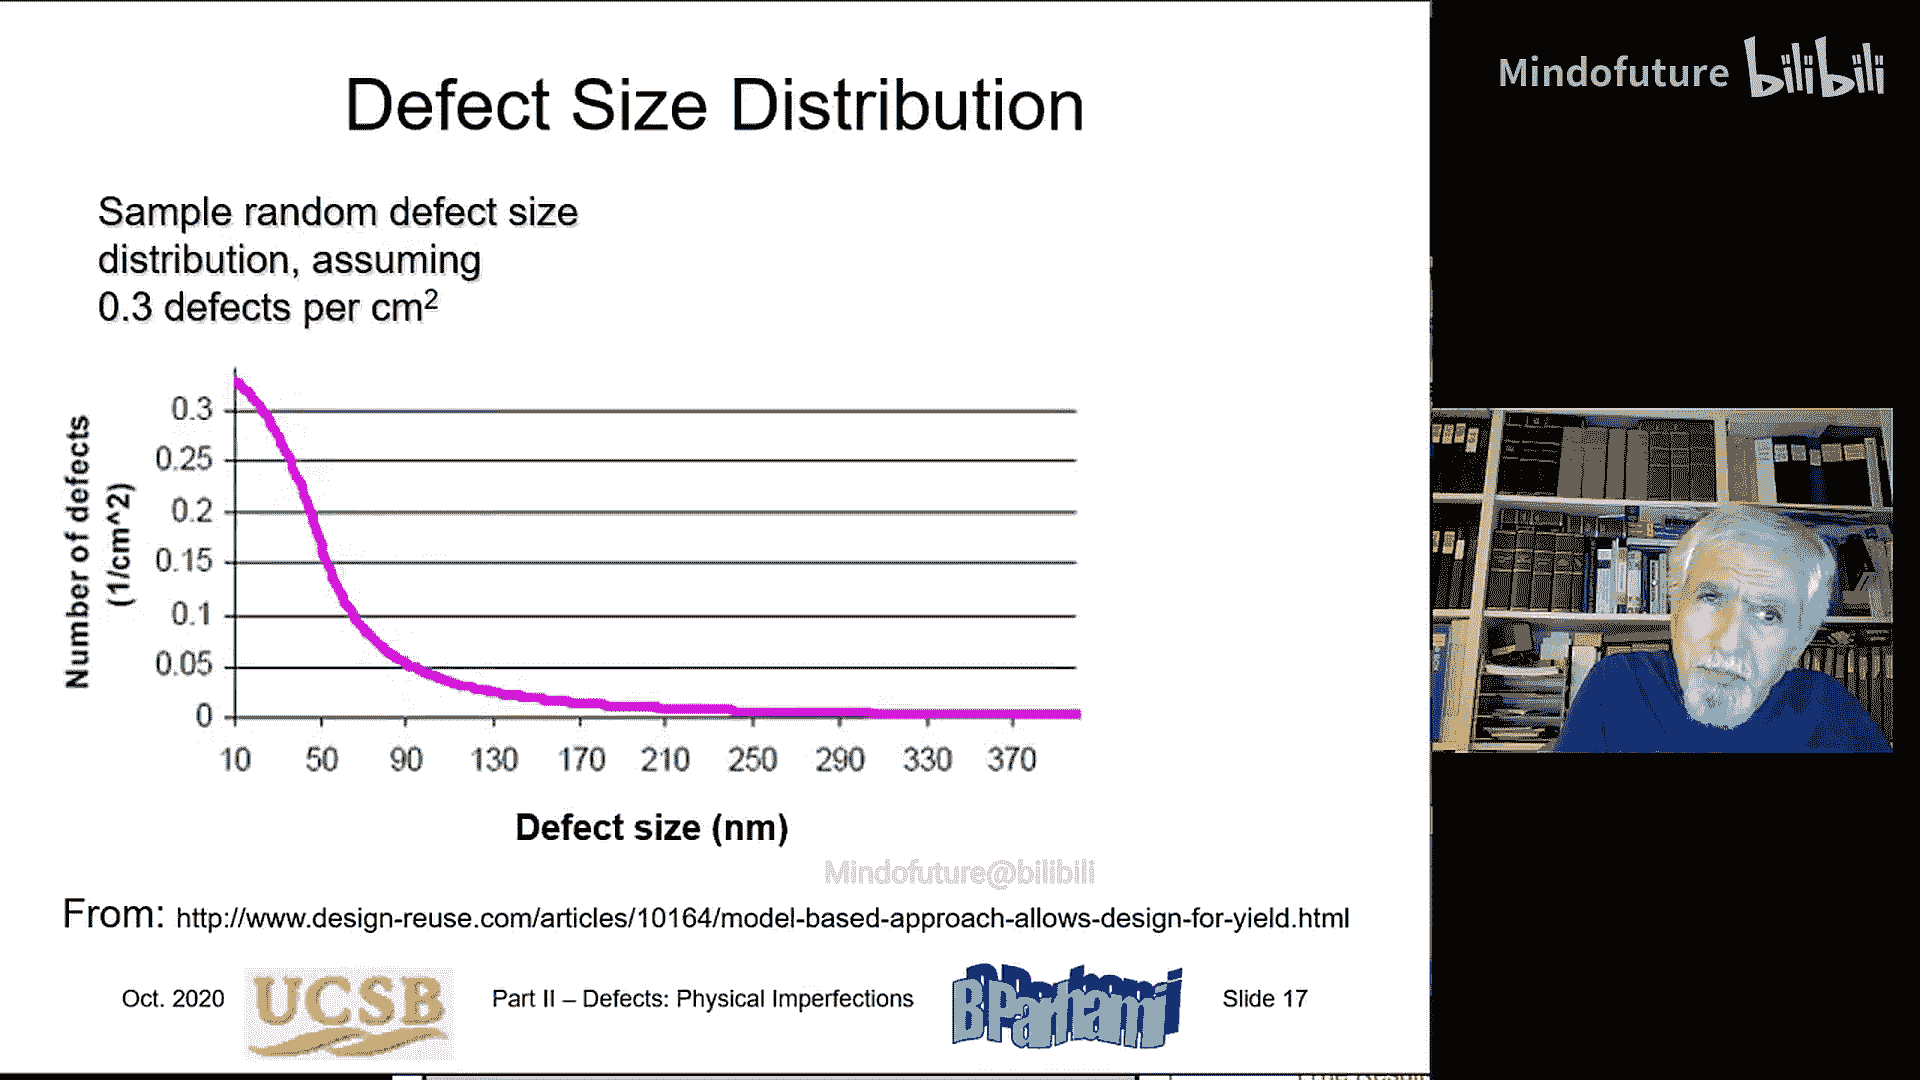 Defect Size Distribution
Sample random defect size
distribution, assuming
0.3 defects per cm2
Number of defects
(1/cm^2)
0.3
0.25
0.2
0.15
0.1
0.05
0
10 50 90 130 170 210 250 290 330 370
Defect size (nm)
Mindofuture@bilibili
From: http://www.design-reuse.com/articles/10164/model-based-approach-allows-design-for-yield.html
Oct. 2020
UCSB
Part II – Defects: Physical Imperfections
B Parhami
Slide 17
Mindofuture bilibili